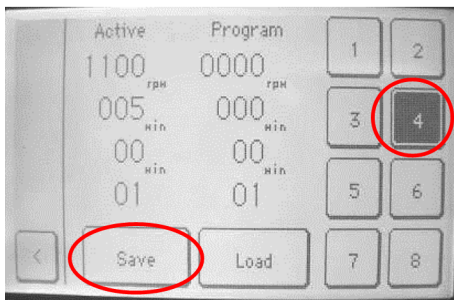 Active Program 1 2
1100 rpm 0000 rpm
005 min 000 min 3 4
00 min 00 min
01 01 5 6
< Save Load 7 8